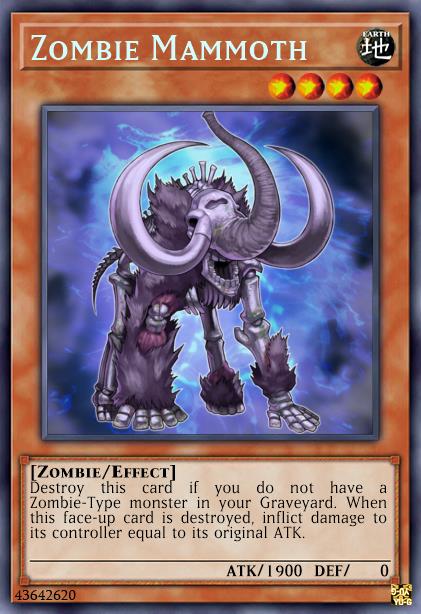 ZOMBIE MAMMOTH
EARTH
地
[ZOMBIE/EFFECT]
Destroy this card if you do not have a
Zombie-Type monster in your Graveyard. When
this face-up card is destroyed, inflict damage to
its controller equal to its original ATK.
ATK/1900 DEF/ 0
43642620